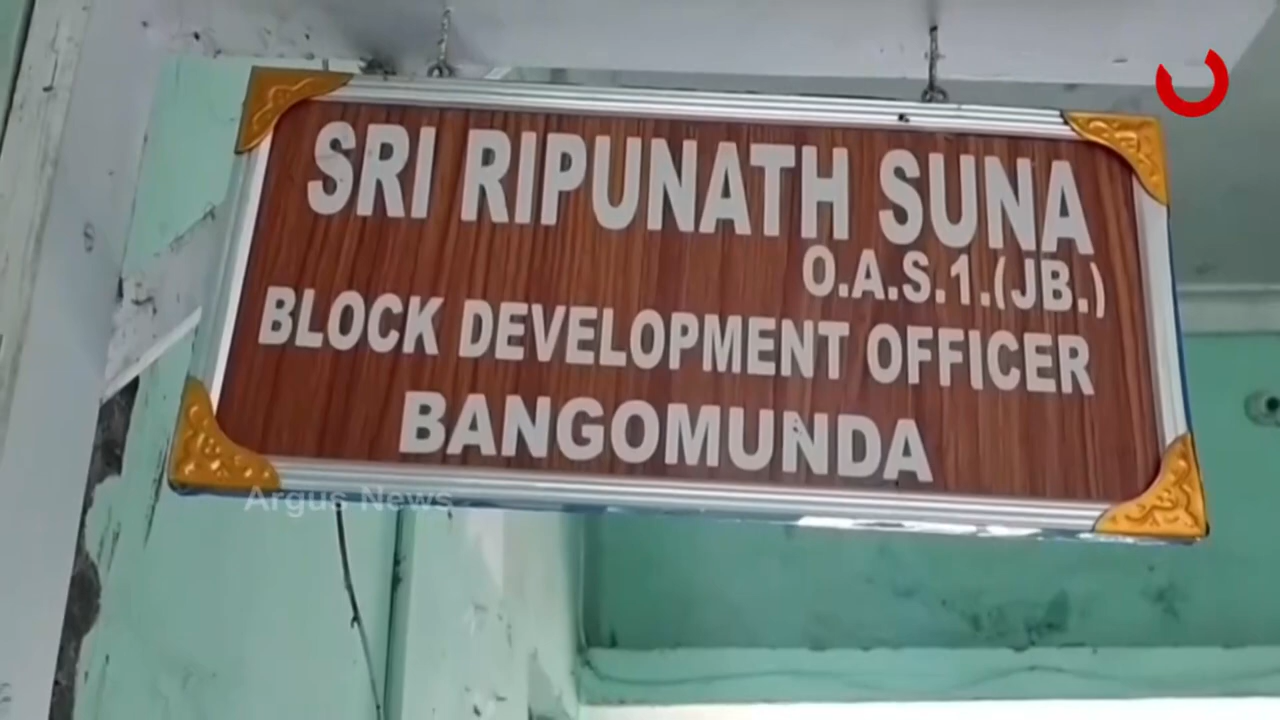 SRI RIPUNATH SUNA
O.A.S.1.(JB.)
BLOCK DEVELOPMENT OFFICER
BANGOMUNDA
Argus News